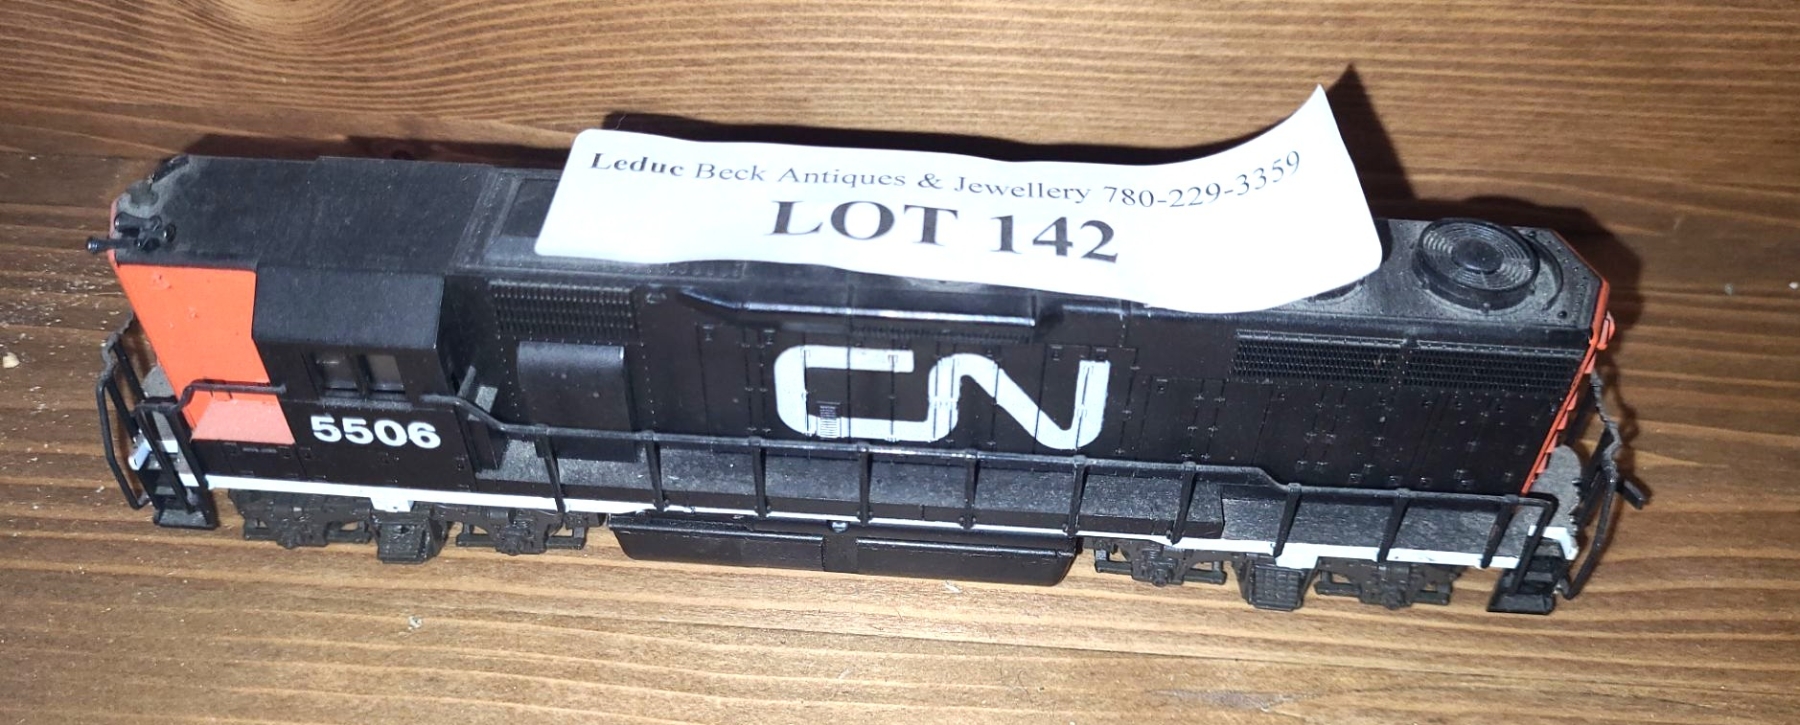 Leduc Beck Antiques & Jewellery 780-229-3359
LOT 142
CN
5506